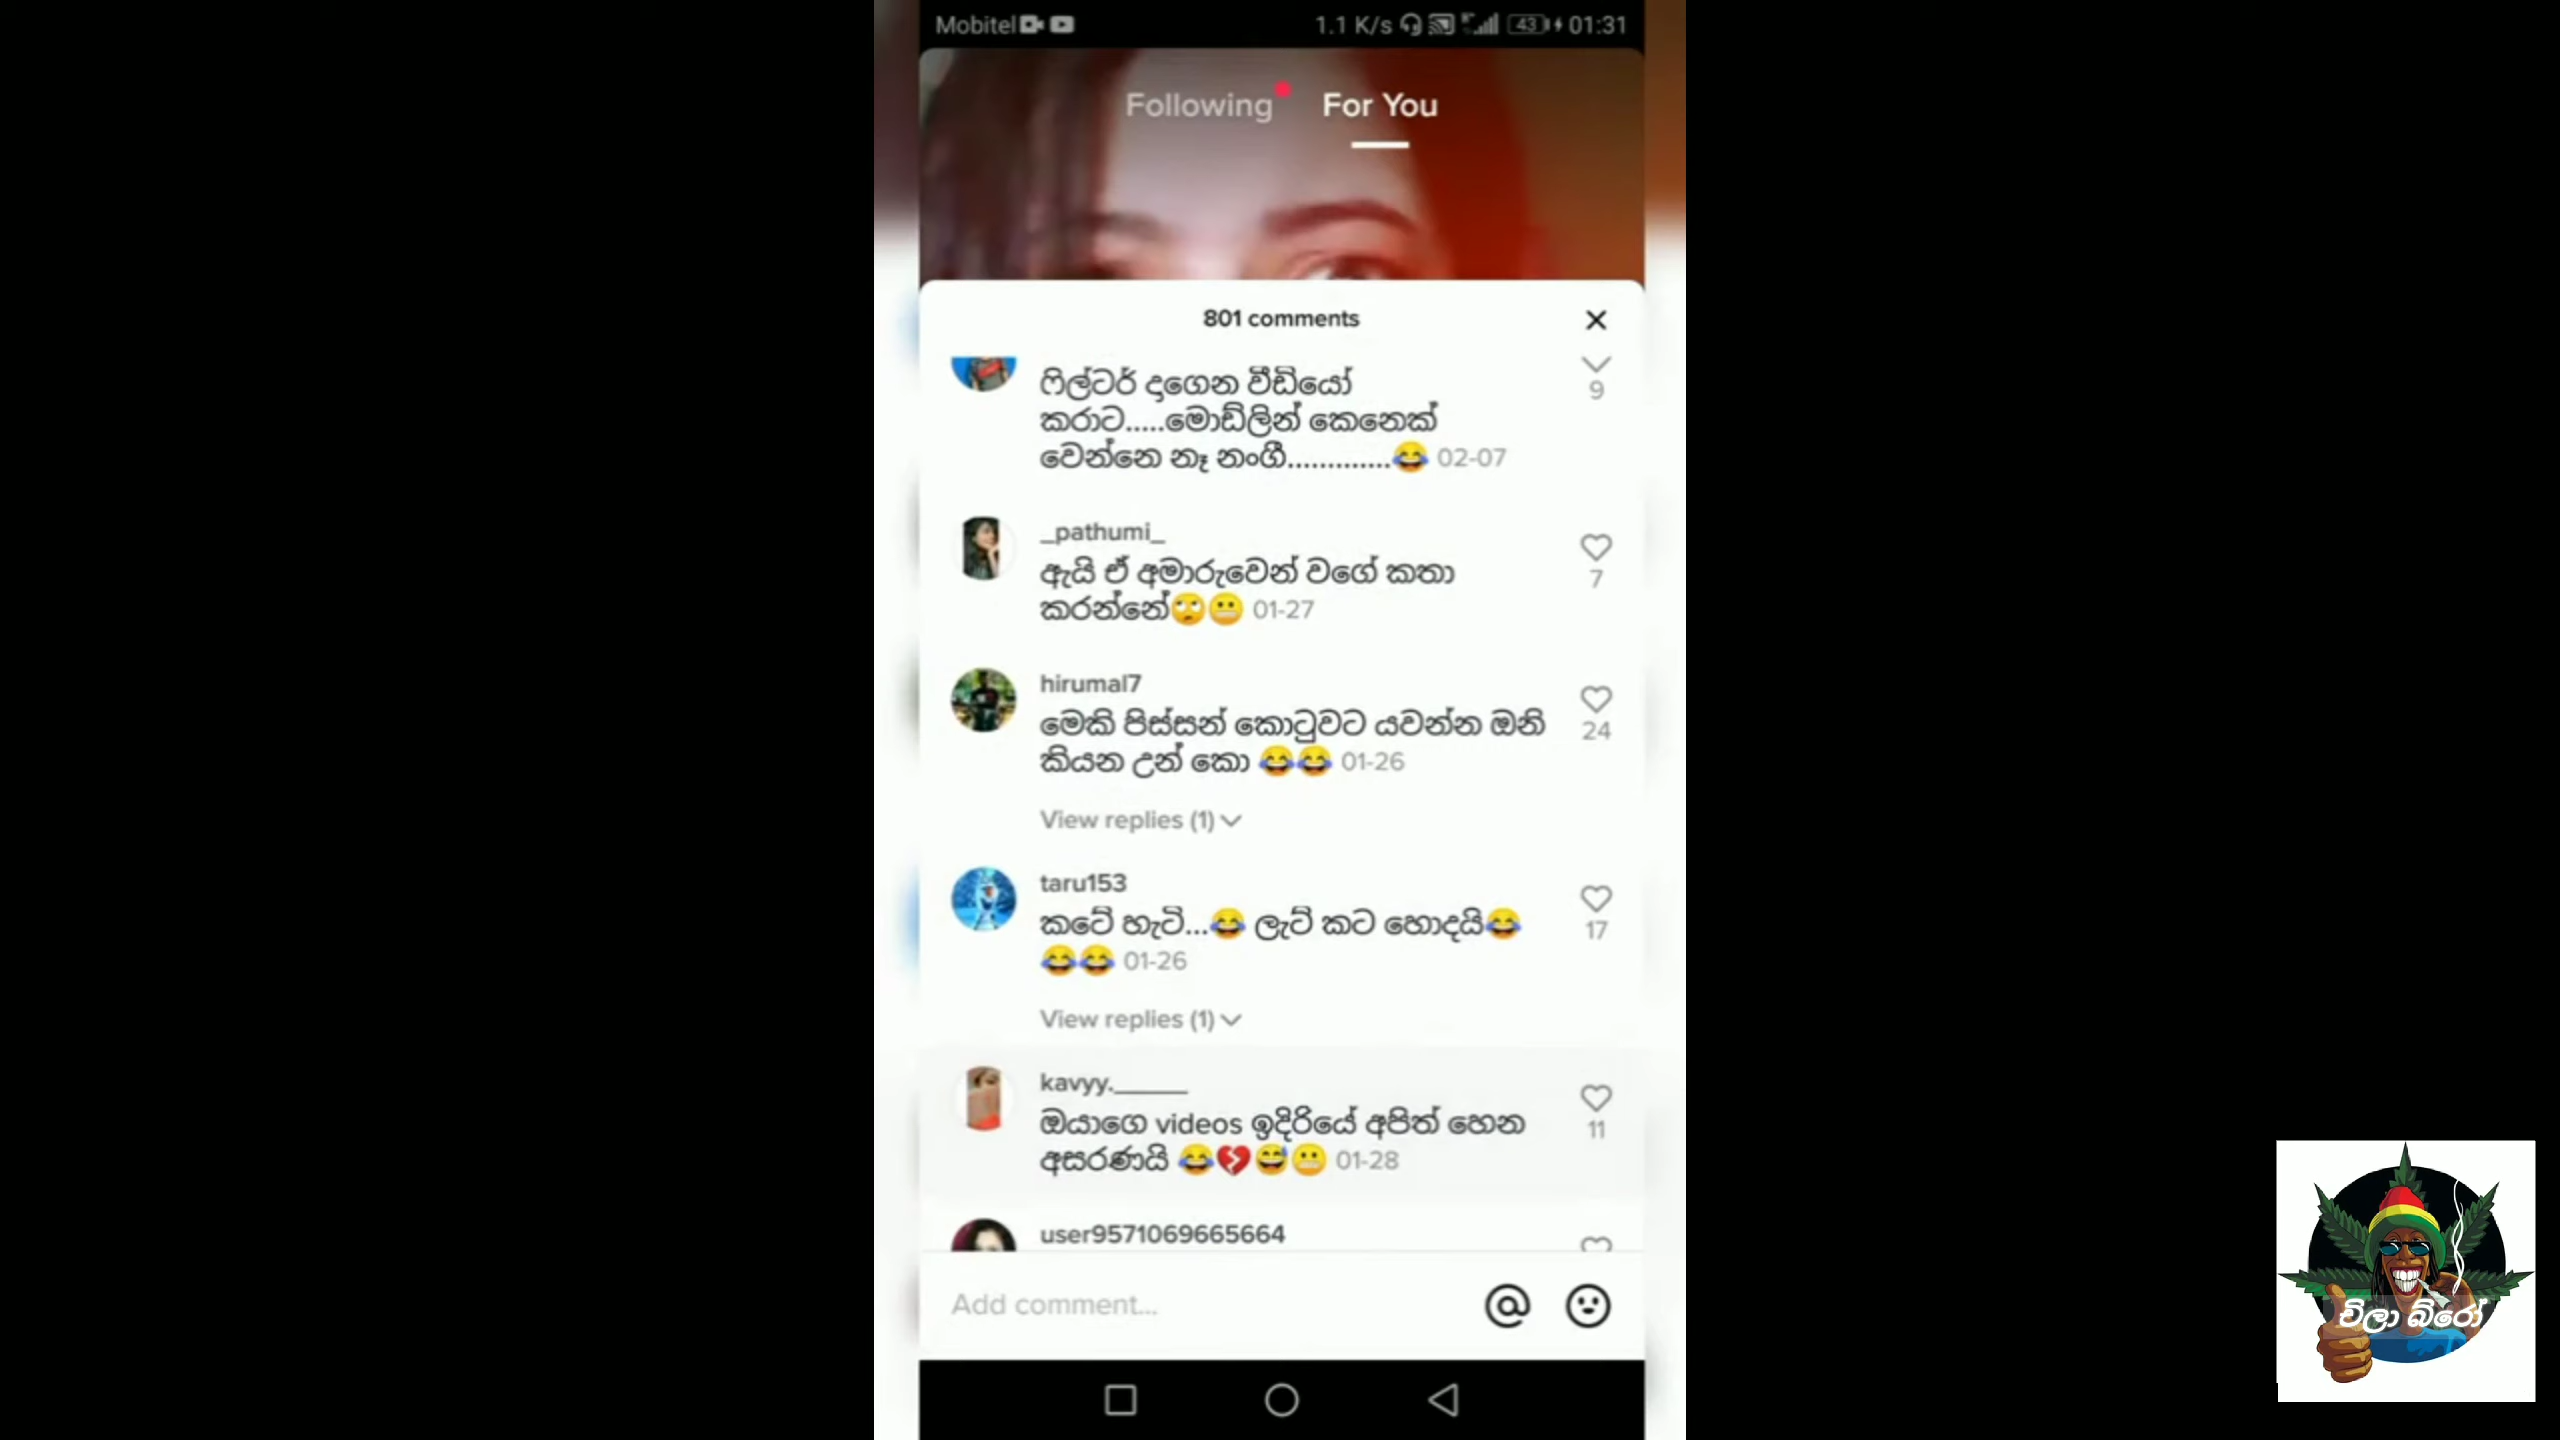 Mobitel 1.1 K/s 43 01:31
Following For You
801 comments
ෆිල්ටර් දාගෙන වීඩියෝ
කරාට.....මොඩ්ලින් කෙනෙක්
වෙන්නෙ නෑ නංගී.............😂 02-07
9
_pathumi_
ඇයි ඒ අමාරුවෙන් වගේ කතා
කරන්නේ🙄😬 01-27
7
hirumal7
මෙකි පිස්සන් කොටුවට යවන්න ඔනි
කියන උන් කො 😂😂 01-26
24
View replies (1)
taru153
කටේ හැටි...😂 ලැට් කට හොදයි😂
😂😂 01-26
17
View replies (1)
kavyy.______
ඔයාගෙ videos ඉදිරියේ අපිත් හෙන
අසරණයි 😂💔😅😬 01-28
11
user9571069665664
Add comment...
චිලා බ්රෝ